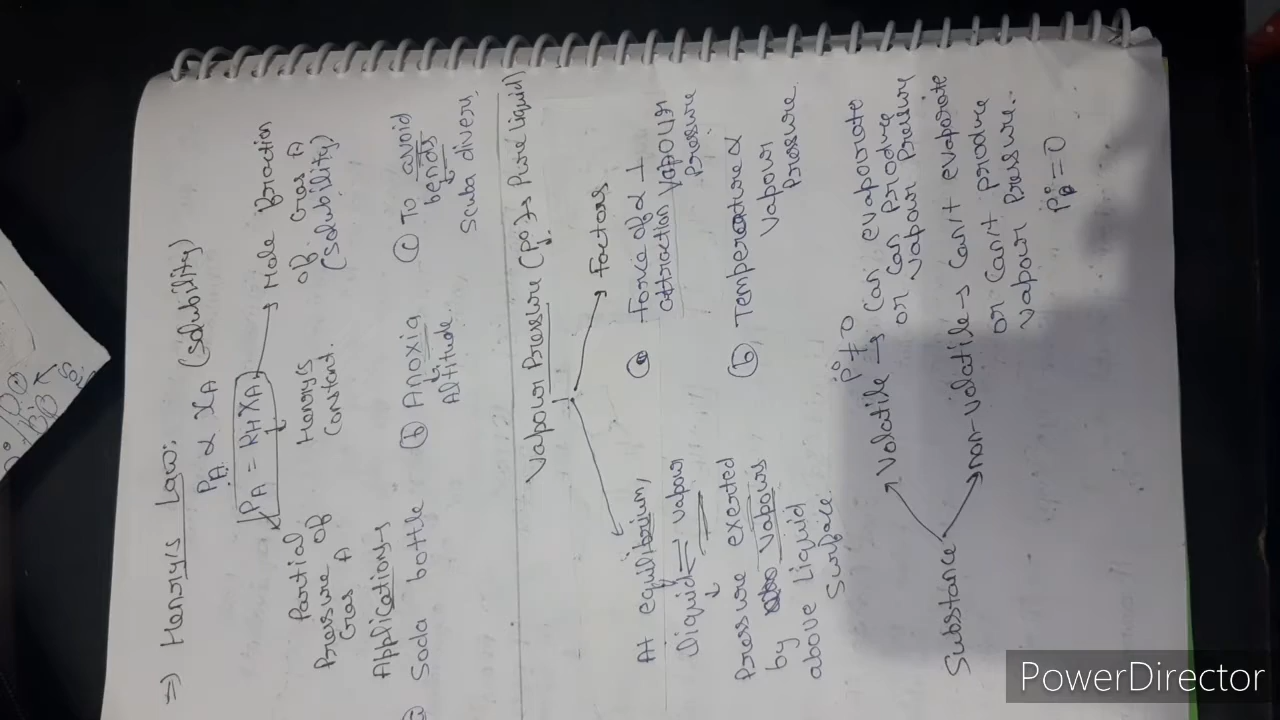 ⇒ Henry's Law:
PA α XA (Solubility)
PA = KH XA → Mole Braction
of Gas A
(Solubility)
Henry's
Constant.
Partial
Pressure of
Gas A
Applications→
ⓐ Soda bottle ⓑ Anoxia ⓒ To avoid
↓ bends
Altitude ↓
Scuba divers.
Vapour Pressure (P°) → Pure liquid
→ Factors
At equilibrium,
liquid ⇌ vapour
↓
Pressure exerted
by Vapours
above Liquid
Surface.
ⓐ Force of α 1
attraction Vapour
Pressure
ⓑ Temperature α
Vapour
Pressure.
P° ≠ 0
Substance → Volatile → Can evapourate
or Can Produce
Vapour Pressure
→ non-volatile → Can't evaporate
or Can't produce
Vapour Pressure..
P° = 0
PowerDirector